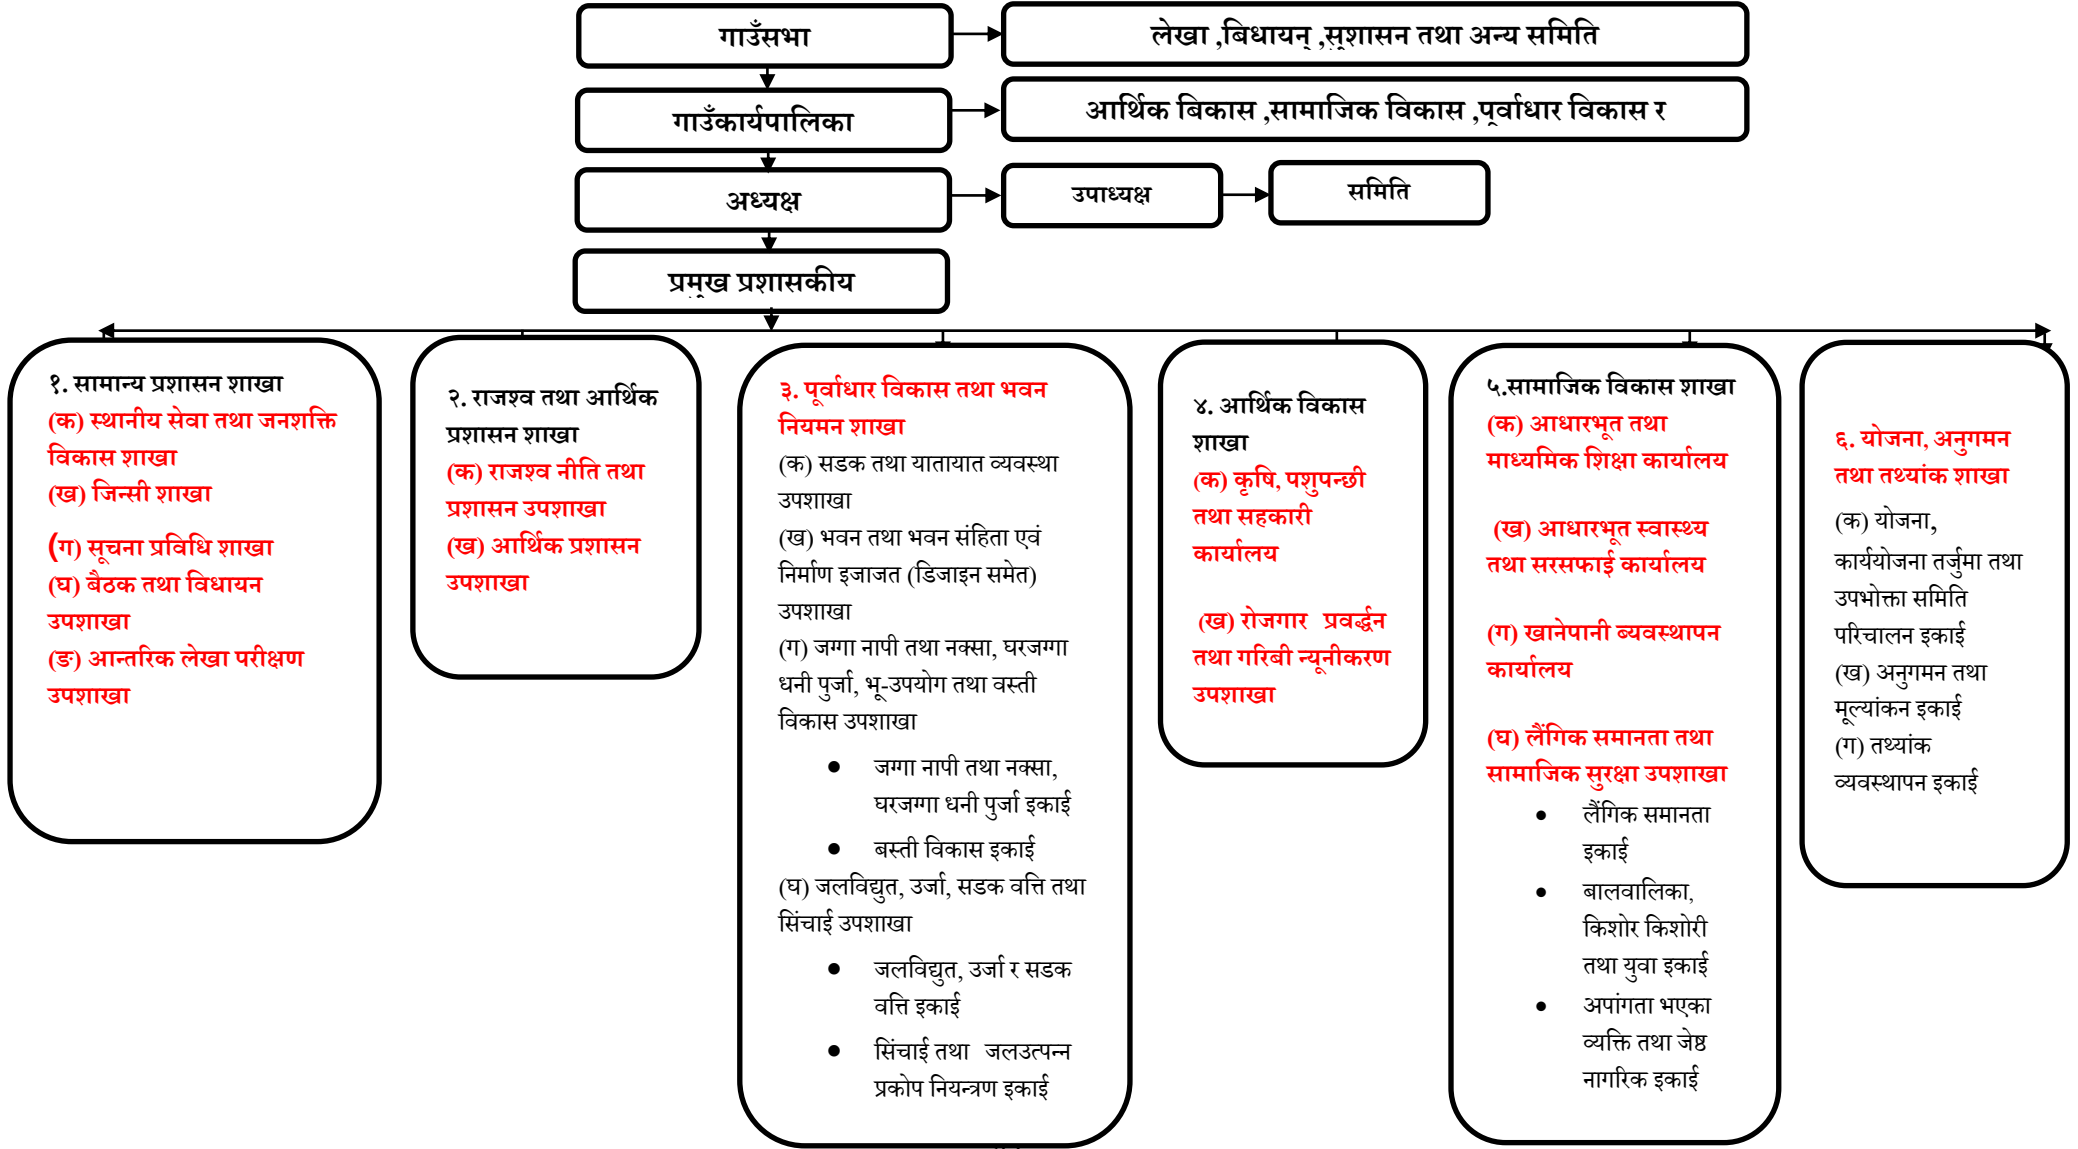 गाउँसभा
लेखा ,बिधायन् ,सुशासन तथा अन्य समिति
गाउँकार्यपालिका
आर्थिक बिकास ,सामाजिक विकास ,पूर्वाधार विकास र
अध्यक्ष
उपाध्यक्ष
समिति
प्रमुख प्रशासकीय
१. सामान्य प्रशासन शाखा
(क) स्थानीय सेवा तथा जनशक्ति
विकास शाखा
(ख) जिन्सी शाखा
(ग) सूचना प्रविधि शाखा
(घ) बैठक तथा विधायन
उपशाखा
(ङ) आन्तरिक लेखा परीक्षण
उपशाखा
२. राजश्व तथा आर्थिक
प्रशासन शाखा
(क) राजश्व नीति तथा
प्रशासन उपशाखा
(ख) आर्थिक प्रशासन
उपशाखा
३. पूर्वाधार विकास तथा भवन
नियमन शाखा
(क) सडक तथा यातायात व्यवस्था
उपशाखा
(ख) भवन तथा भवन संहिता एवं
निर्माण इजाजत (डिजाइन समेत)
उपशाखा
(ग) जग्गा नापी तथा नक्सा, घरजग्गा
धनी पुर्जा, भू-उपयोग तथा वस्ती
विकास उपशाखा
• जग्गा नापी तथा नक्सा,
घरजग्गा धनी पुर्जा इकाई
• बस्ती विकास इकाई
(घ) जलविद्युत, उर्जा, सडक वत्ति तथा
सिंचाई उपशाखा
• जलविद्युत, उर्जा र सडक
वत्ति इकाई
• सिंचाई तथा जलउत्पन्न
प्रकोप नियन्त्रण इकाई
४. आर्थिक विकास
शाखा
(क) कृषि, पशुपन्छी
तथा सहकारी
कार्यालय
(ख) रोजगार प्रवर्द्धन
तथा गरिबी न्यूनीकरण
उपशाखा
५.सामाजिक विकास शाखा
(क) आधारभूत तथा
माध्यमिक शिक्षा कार्यालय
(ख) आधारभूत स्वास्थ्य
तथा सरसफाई कार्यालय
(ग) खानेपानी ब्यवस्थापन
कार्यालय
(घ) लैंगिक समानता तथा
सामाजिक सुरक्षा उपशाखा
• लैंगिक समानता
इकाई
• बालवालिका,
किशोर किशोरी
तथा युवा इकाई
• अपांगता भएका
व्यक्ति तथा जेष्ठ
नागरिक इकाई
६. योजना, अनुगमन
तथा तथ्यांक शाखा
(क) योजना,
कार्ययोजना तर्जुमा तथा
उपभोक्ता समिति
परिचालन इकाई
(ख) अनुगमन तथा
मूल्यांकन इकाई
(ग) तथ्यांक
व्यवस्थापन इकाई